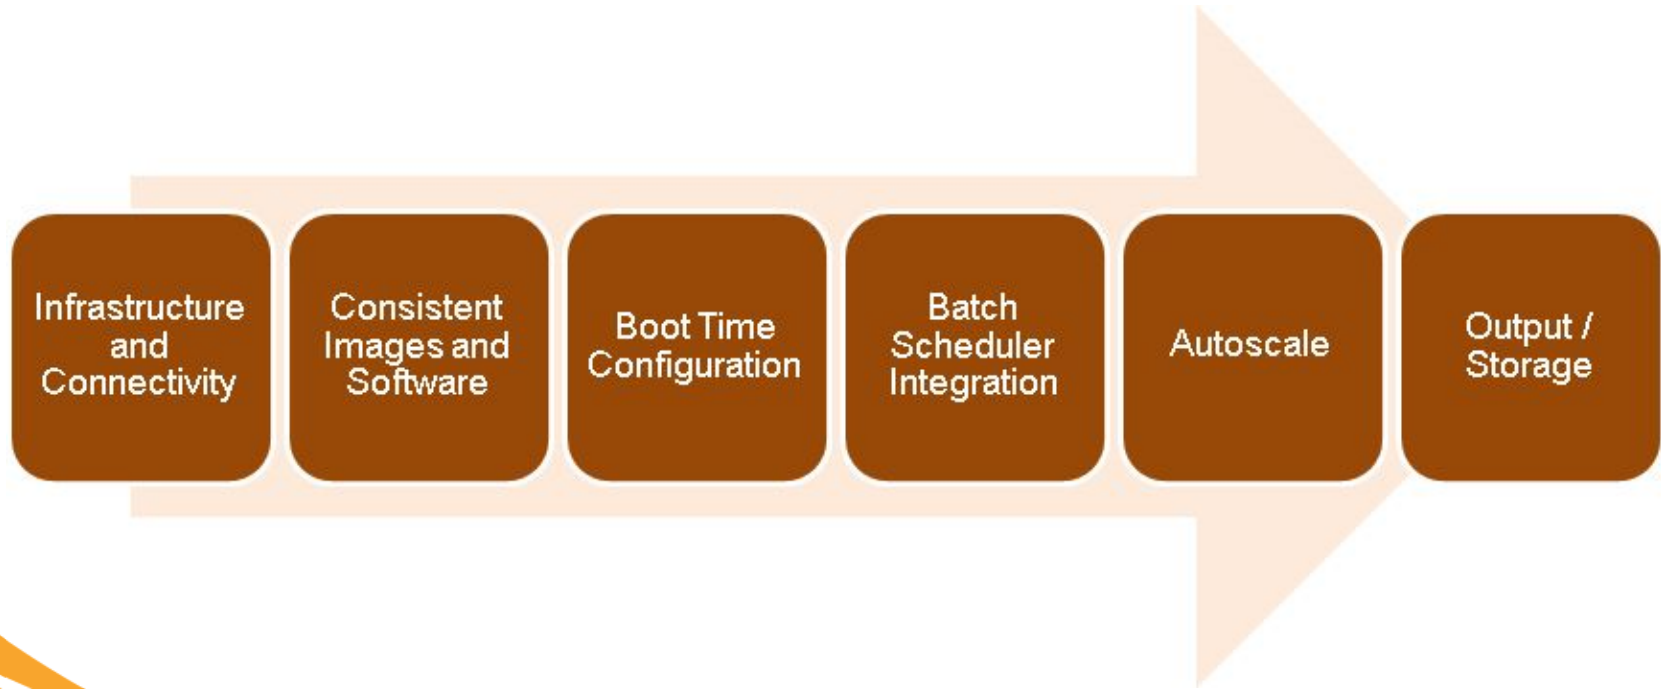 Infrastructure
and
Connectivity
Consistent
Images and
Software
Boot Time
Configuration
Batch
Scheduler
Integration
Autoscale
Output /
Storage